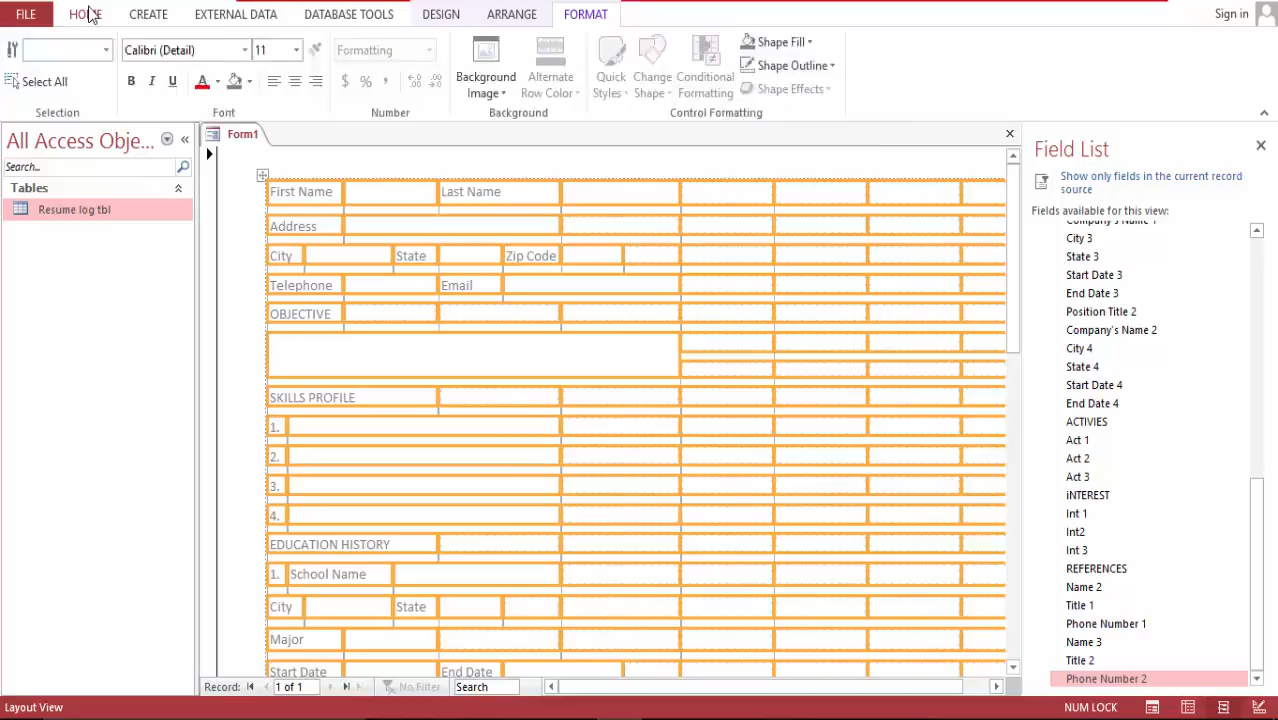 FILE HOME CREATE EXTERNAL DATA DATABASE TOOLS DESIGN ARRANGE FORMAT Sign in
Calibri (Detail) 11 Formatting
Select All
B I U A $ % ,
Background Image
Alternate Row Color
Quick Styles
Change Shape
Conditional Formatting
Shape Fill
Shape Outline
Shape Effects
Selection Font Number Background Control Formatting
All Access Obje...
Search...
Tables
Resume log tbl
Form1
First Name Last Name
Address
City State Zip Code
Telephone Email
OBJECTIVE
SKILLS PROFILE
1.
2.
3.
4.
EDUCATION HISTORY
1. School Name
City State
Major
Start Date End Date
Record: 1 of 1 No Filter Search
Field List
Show only fields in the current record
source
Fields available for this view:
Company's Name 1
City 3
State 3
Start Date 3
End Date 3
Position Title 2
Company's Name 2
City 4
State 4
Start Date 4
End Date 4
ACTIVIES
Act 1
Act 2
Act 3
iNTEREST
Int 1
Int2
Int 3
REFERENCES
Name 2
Title 1
Phone Number 1
Name 3
Title 2
Phone Number 2
Layout View NUM LOCK